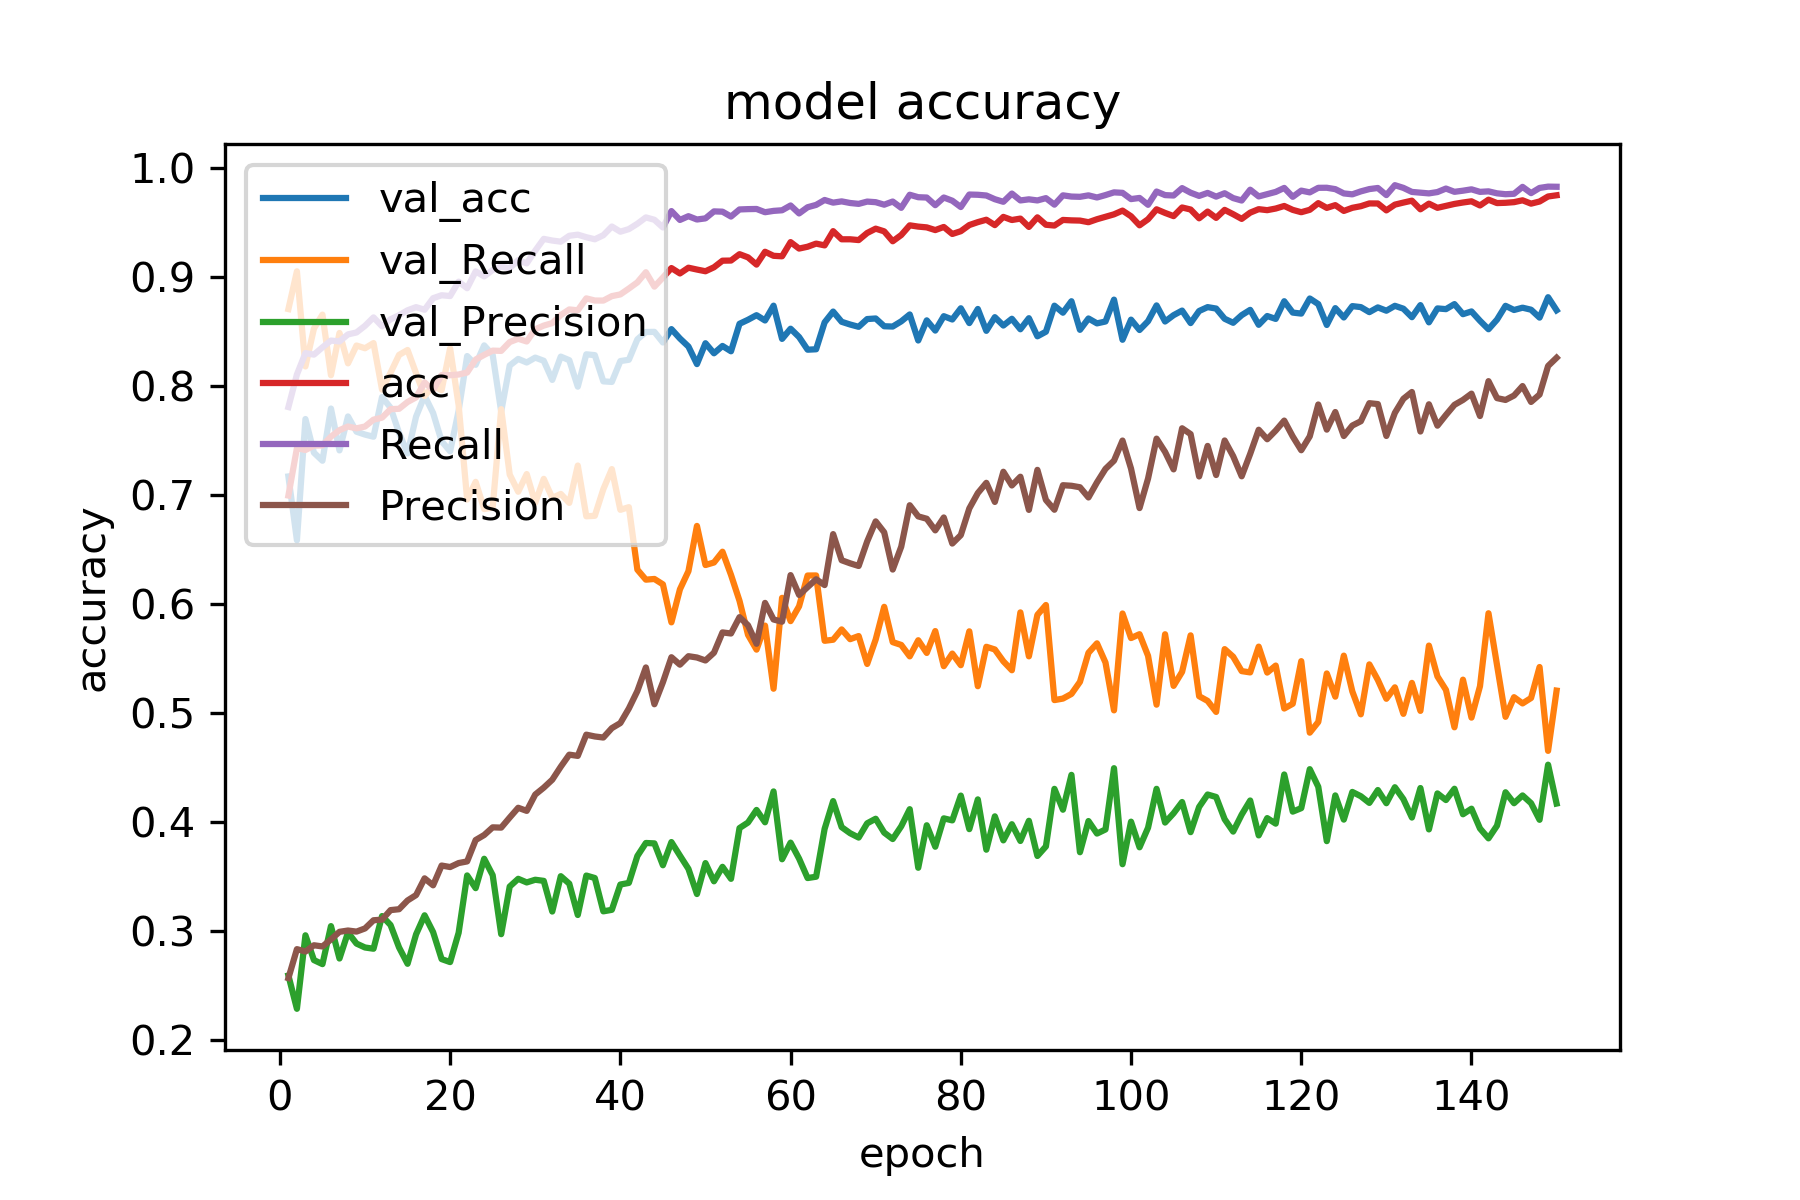 model accuracy
1.0
0.9
0.8
0.7
0.6
0.5
0.4
0.3
0.2
accuracy
val_acc
val_Recall
val_Precision
acc
Recall
Precision
0 20 40 60 80 100 120 140
epoch